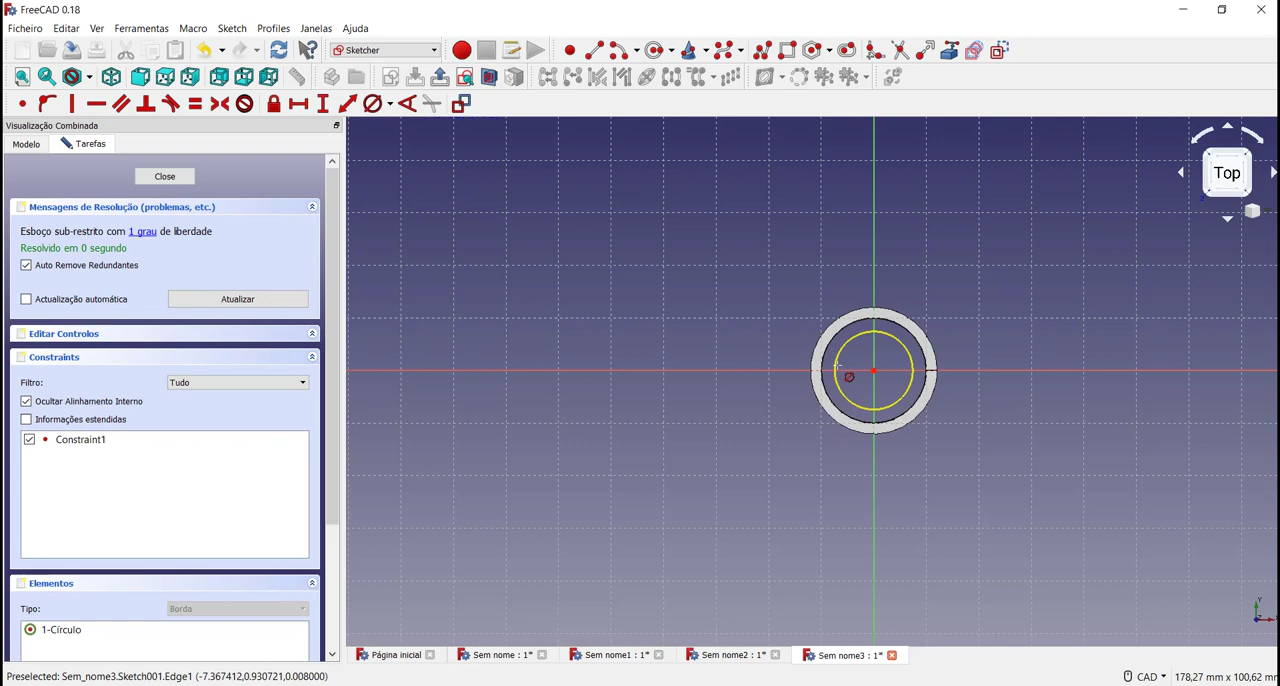 FreeCAD 0.18
Ficheiro Editar Ver Ferramentas Macro Sketch Profiles Janelas Ajuda
Sketcher
Visualização Combinada
Modelo Tarefas
Close
Mensagens de Resolução (problemas, etc.)
Esboço sub-restrito com 1 grau de liberdade
Resolvido em 0 segundo
Auto Remove Redundantes
Actualização automática Atualizar
Editar Controlos
Constraints
Filtro: Tudo
Ocultar Alinhamento Interno
Informações estendidas
Constraint1
Elementos
Tipo: Borda
1-Círculo
Top
Página inicial Sem nome : 1* Sem nome1 : 1* Sem nome2 : 1* Sem nome3 : 1*
Preselected: Sem_nome3.Sketch001.Edge1 (-7.367412,0.930721,0.008000) CAD 178,27 mm x 100,62 mm